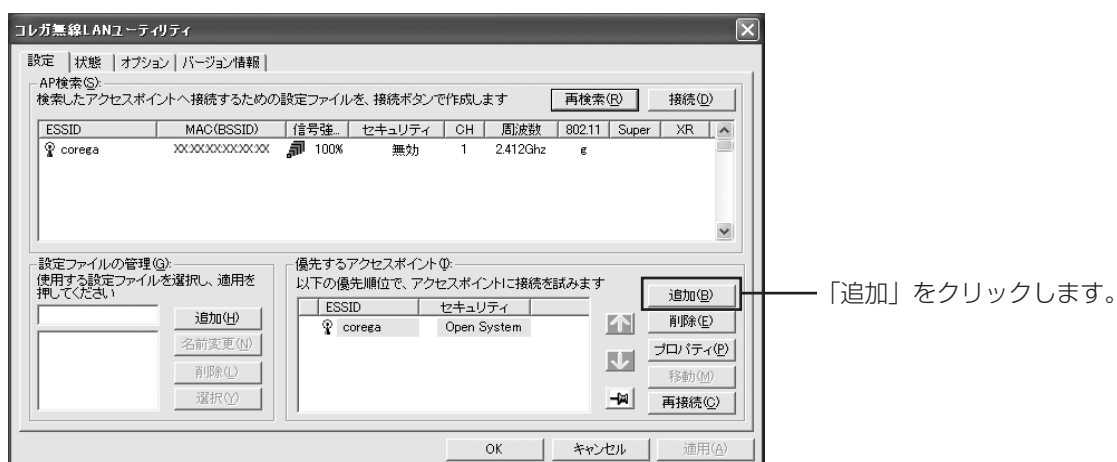 コレガ無線LANユーティリティ
設定 状態 オプション バージョン情報
AP検索(S):
検索したアクセスポイントへ接続するための設定ファイルを、接続ボタンで作成します 再検索(R) 接続(D)
ESSID MAC(BSSID) 信号強... セキュリティ CH 周波数 802.11 Super XR
corega XX:XX:XX:XX:XX:XX 100% 無効 1 2.412Ghz g
設定ファイルの管理(G):
使用する設定ファイルを選択し、適用を
押してください
追加(H)
名前変更(N)
削除(L)
選択(Y)
優先するアクセスポイント(I):
以下の優先順位で、アクセスポイントに接続を試みます
ESSID セキュリティ
corega Open System
追加(B)
削除(E)
プロパティ(P)
移動(M)
再接続(C)
「追加」をクリックします。
OK キャンセル 適用(A)